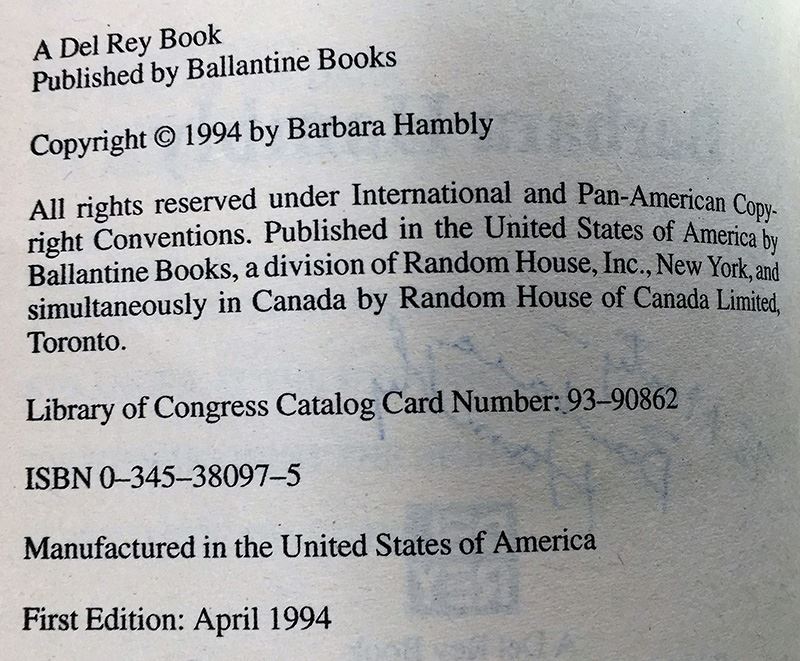 A Del Rey Book
Published by Ballantine Books
Copyright © 1994 by Barbara Hambly
All rights reserved under International and Pan-American Copy-
right Conventions. Published in the United States of America by
Ballantine Books, a division of Random House, Inc., New York, and
simultaneously in Canada by Random House of Canada Limited,
Toronto.
Library of Congress Catalog Card Number: 93–90862
ISBN 0–345–38097–5
Manufactured in the United States of America
First Edition: April 1994